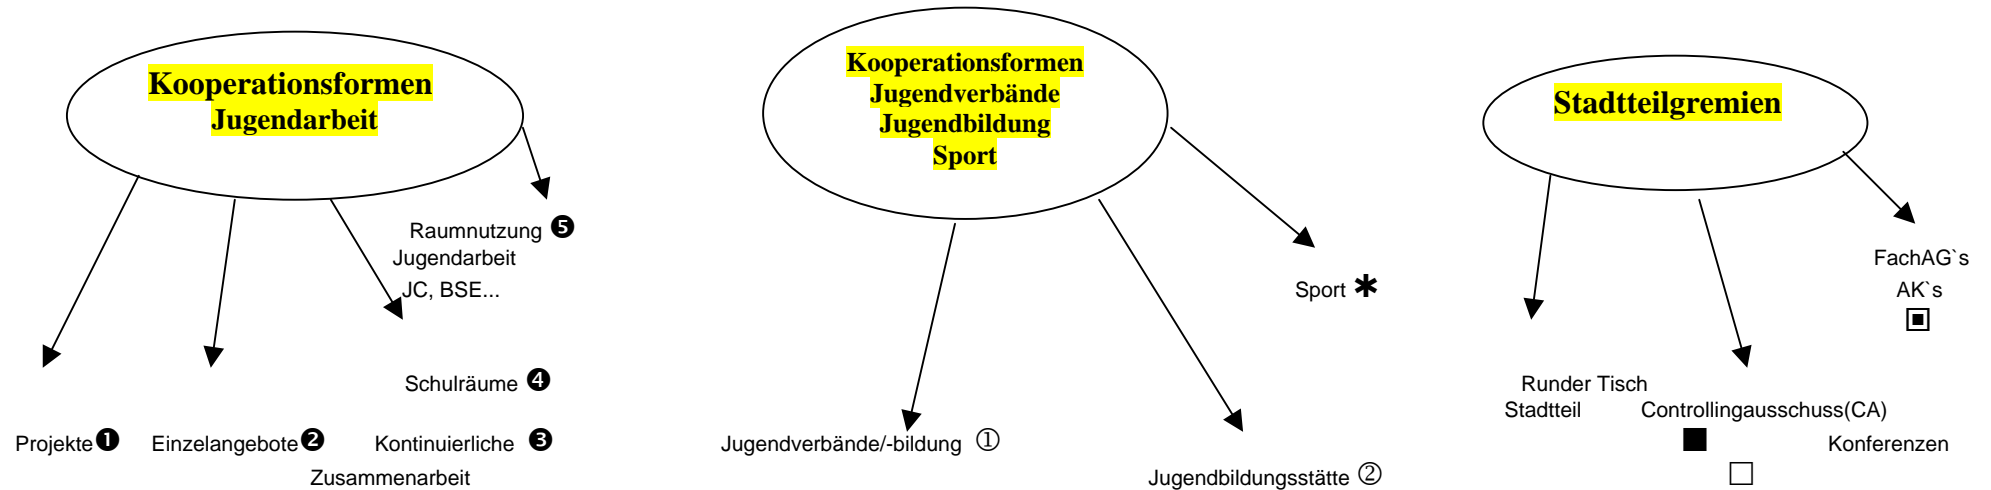 Kooperationsformen
Jugendarbeit
Raumnutzung ❺
Jugendarbeit
JC, BSE...
Schulräume ❹
Projekte❶
Einzelangebote❷
Kontinuierliche ❸
Zusammenarbeit
Kooperationsformen
Jugendverbände
Jugendbildung
Sport
Sport ✱
Jugendverbände/-bildung ①
Jugendbildungsstätte ②
Stadtteilgremien
FachAG`s
AK`s
▣
Runder Tisch
Stadtteil
Controllingausschuss(CA)
■
Konferenzen
□